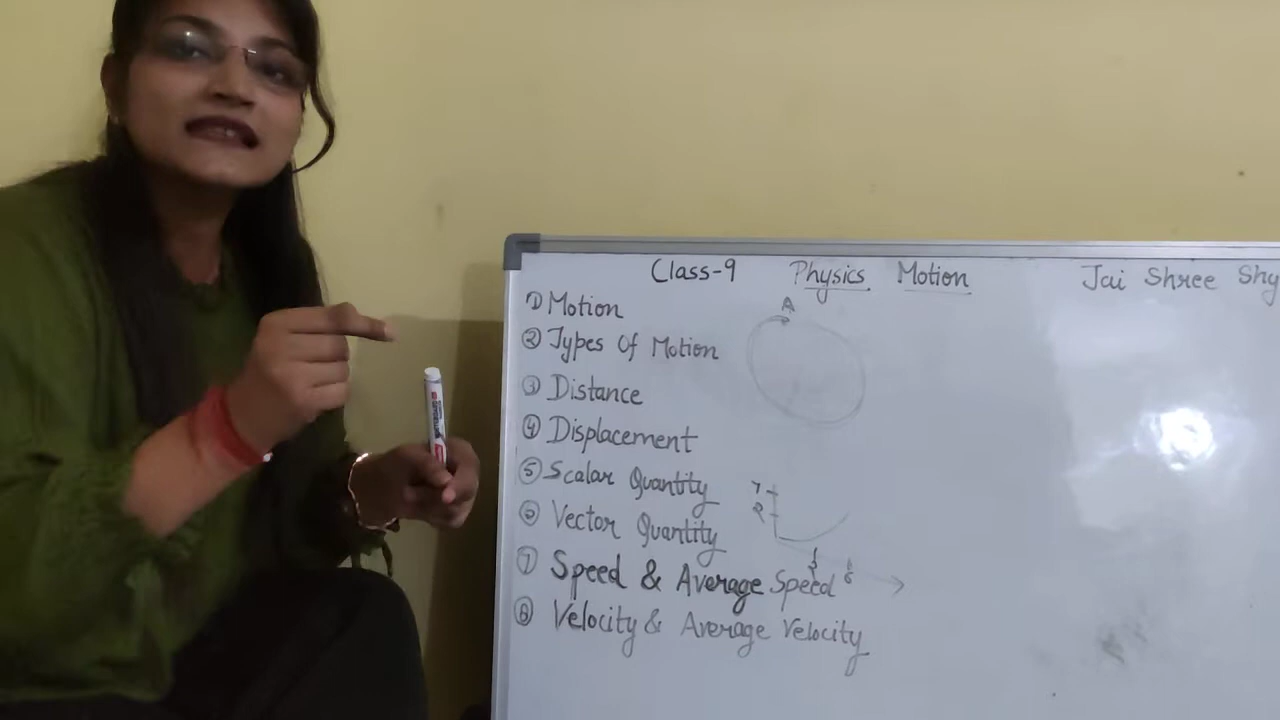 Class-9 Physics Motion Jai Shree Shy
① Motion
② Types Of Motion
③ Distance
④ Displacement
⑤ Scalar Quantity
⑥ Vector Quantity
⑦ Speed & Average Speed
⑧ Velocity & Average Velocity
A